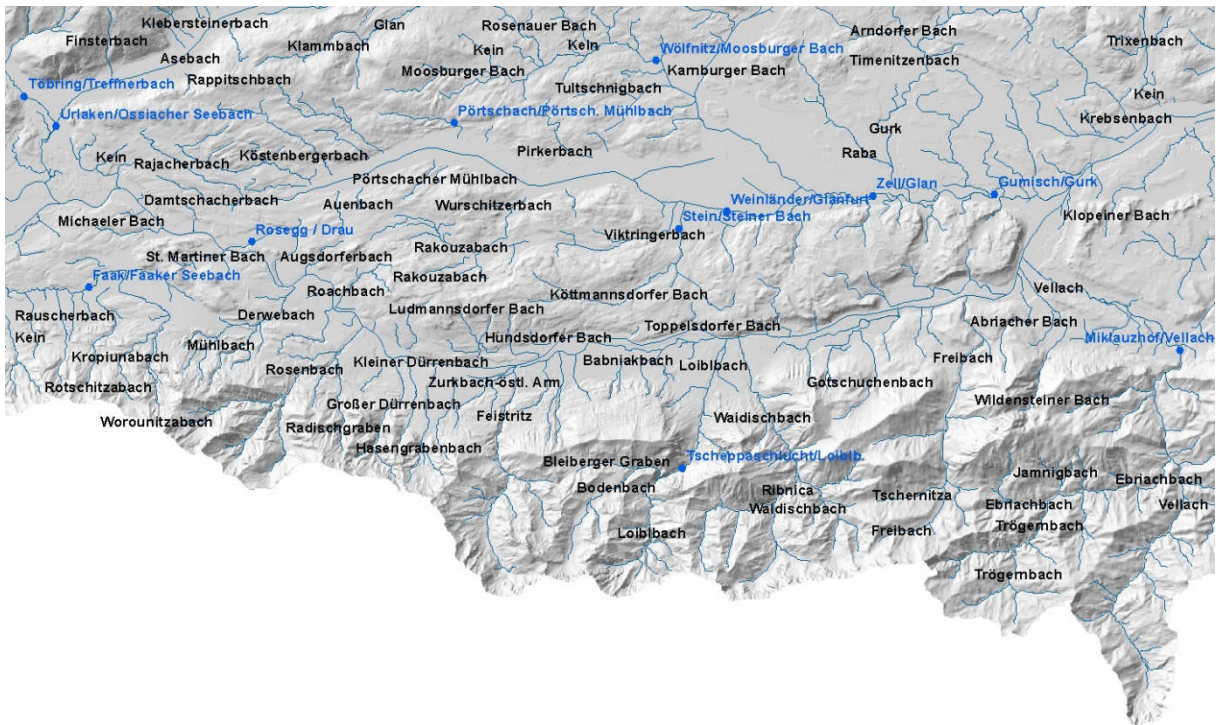 Klebersteinerbach
Glan
Rosenauer Bach
Arndorfer Bach
Finsterbach
Klammbach
Kein
Kein
Wölfnitz/Moosburger Bach
Trixenbach
Asebach
Timenitzenbach
Rappitschbach
Moosburger Bach
Karnburger Bach
Töbring/Treffnerbach
Tultschnigbach
Kein
Urlaken/Ossiacher Seebach
Pörtschach/Pörtsch. Mühlbach
Krebsenbach
Gurk
Kein
Rajacherbach
Köstenbergerbach
Pirkerbach
Raba
Pörtschacher Mühlbach
Zell/Glan
Gumisch/Gurk
Damtschacherbach
Auenbach
Wurschitzerbach
Weinländer/Glanfurt
Michaeler Bach
Stein/Steiner Bach
Klopeiner Bach
Rosegg / Drau
Viktringerbach
St. Martiner Bach
Augsdorferbach
Rakouzabach
Faak/Faaker Seebach
Rakouzabach
Roachbach
Köttmannsdorfer Bach
Vellach
Rauscherbach
Derwebach
Ludmannsdorfer Bach
Abriacher Bach
Kein
Mühlbach
Hundsdorfer Bach
Toppelsdorfer Bach
Miklauzhof/Vellach
Kropiunabach
Rosenbach
Kleiner Dürrenbach
Babniakbach
Loiblbach
Freibach
Rotschitzabach
Zurkbach-östl. Arm
Gotschuchenbach
Großer Dürrenbach
Feistritz
Wildensteiner Bach
Worounitzabach
Radischgraben
Waidischbach
Hasengrabenbach
Bleiberger Graben
Tscheppaschlucht/Loiblb.
Jamnigbach
Ebriachbach
Bodenbach
Ribnica
Tschernitza
Waidischbach
Ebriachbach
Vellach
Loiblbach
Freibach
Trögernbach
Trögernbach